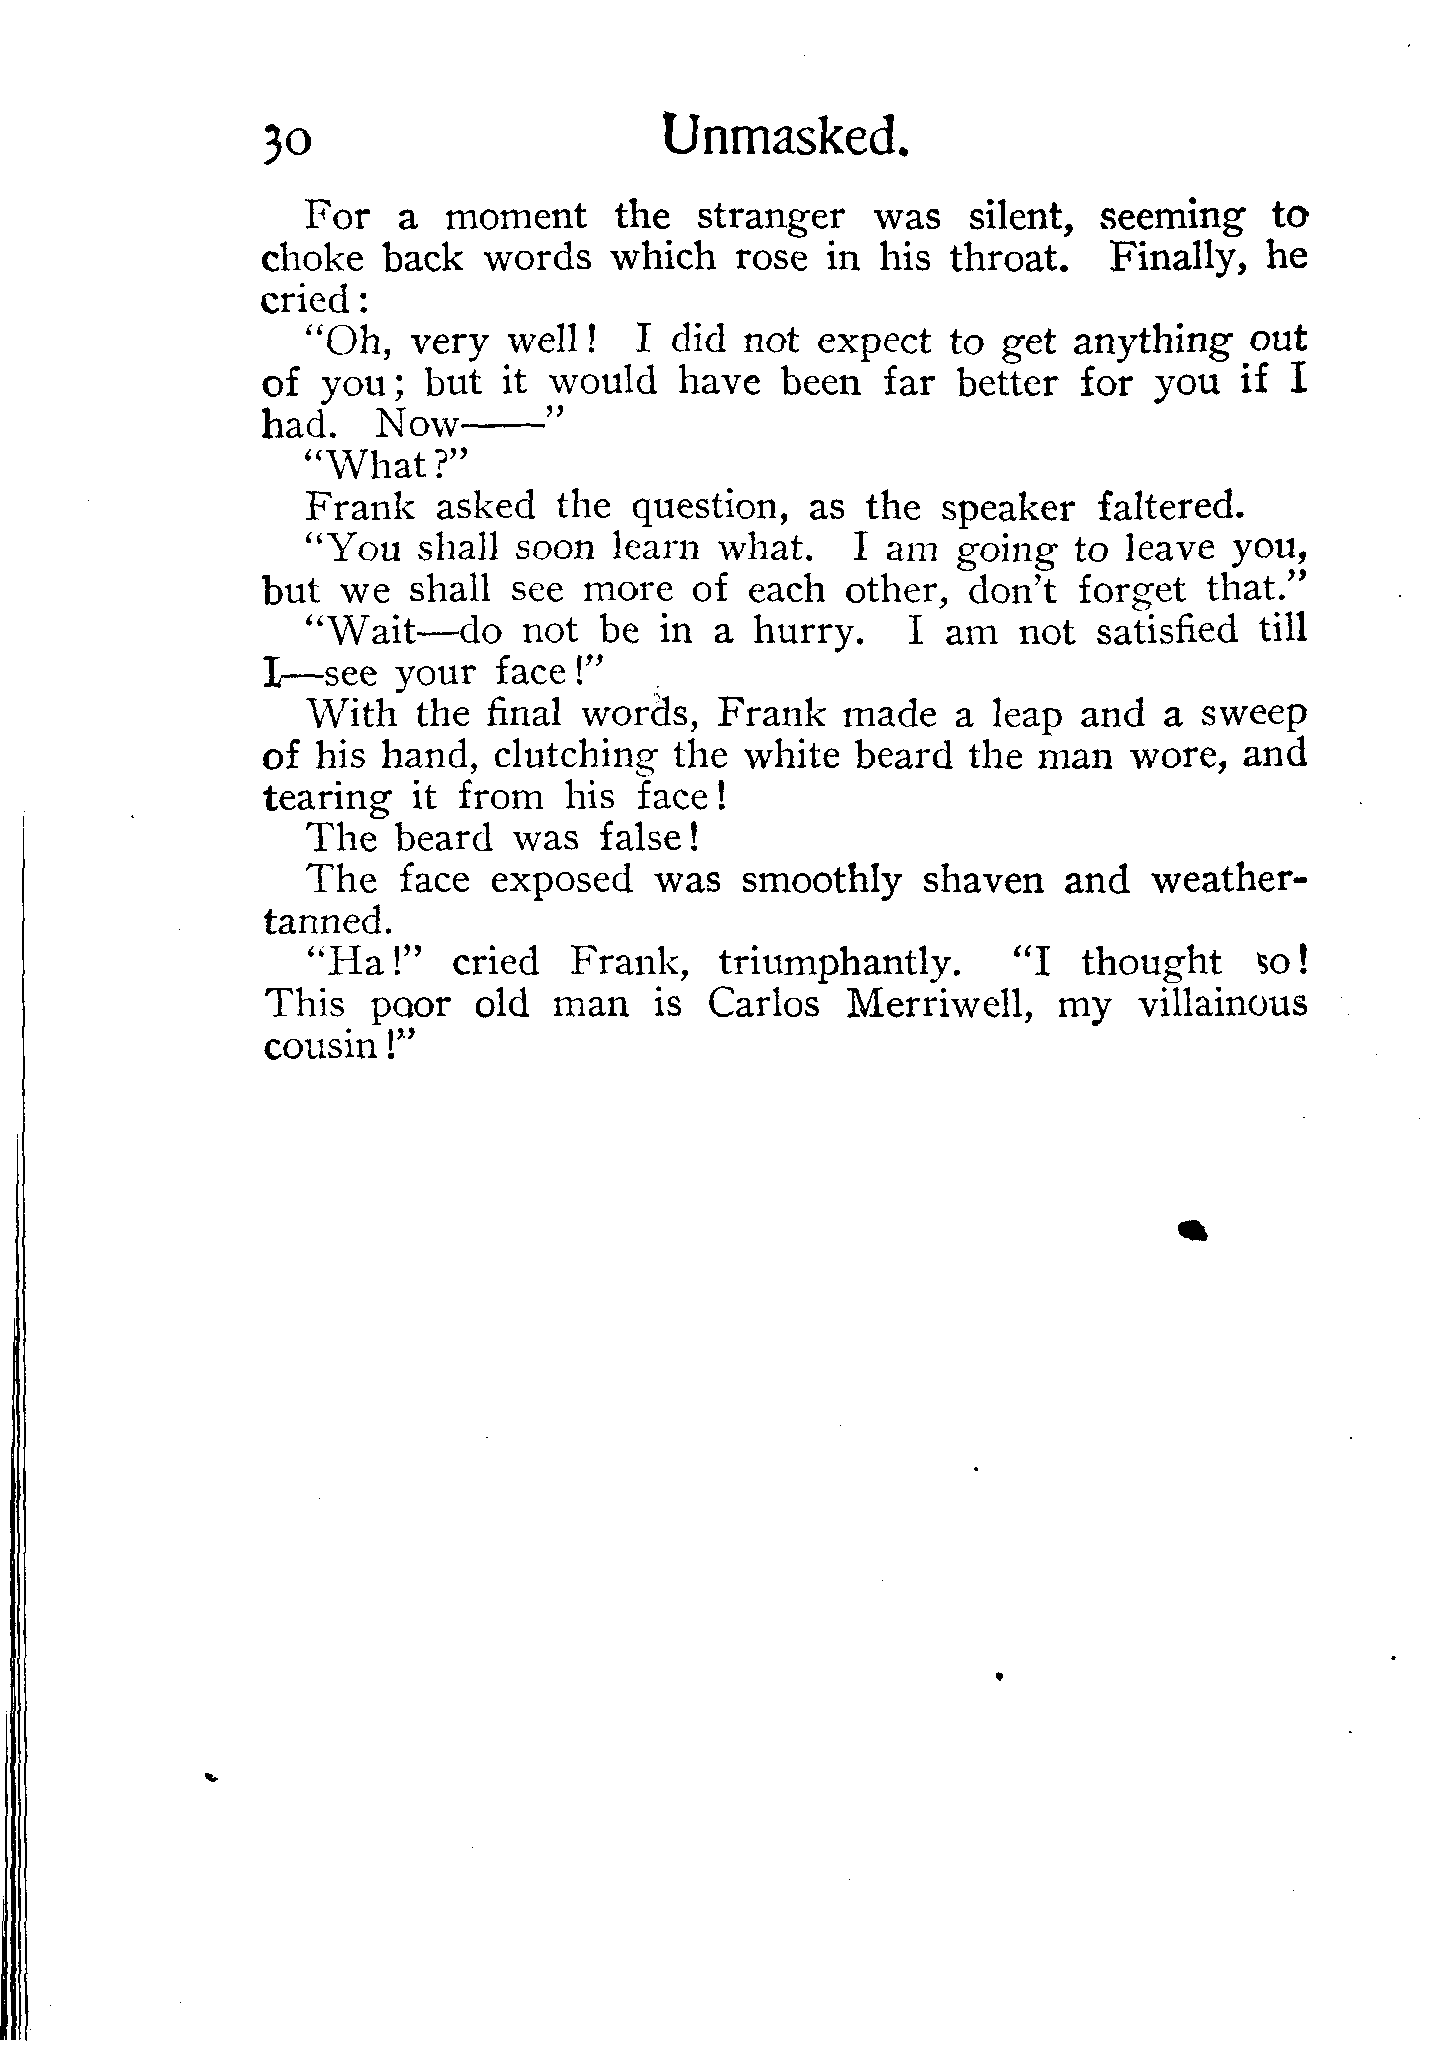 30 Unmasked.
For a moment the stranger was silent, seeming to
choke back words which rose in his throat. Finally, he
cried:
"Oh, very well! I did not expect to get anything out
of you; but it would have been far better for you if I
had. Now——"
"What?"
Frank asked the question, as the speaker faltered.
"You shall soon learn what. I am going to leave you,
but we shall see more of each other, don't forget that."
"Wait—do not be in a hurry. I am not satisfied till
I—see your face!"
With the final words, Frank made a leap and a sweep
of his hand, clutching the white beard the man wore, and
tearing it from his face!
The beard was false!
The face exposed was smoothly shaven and weather-
tanned.
"Ha!" cried Frank, triumphantly. "I thought so!
This poor old man is Carlos Merriwell, my villainous
cousin!"